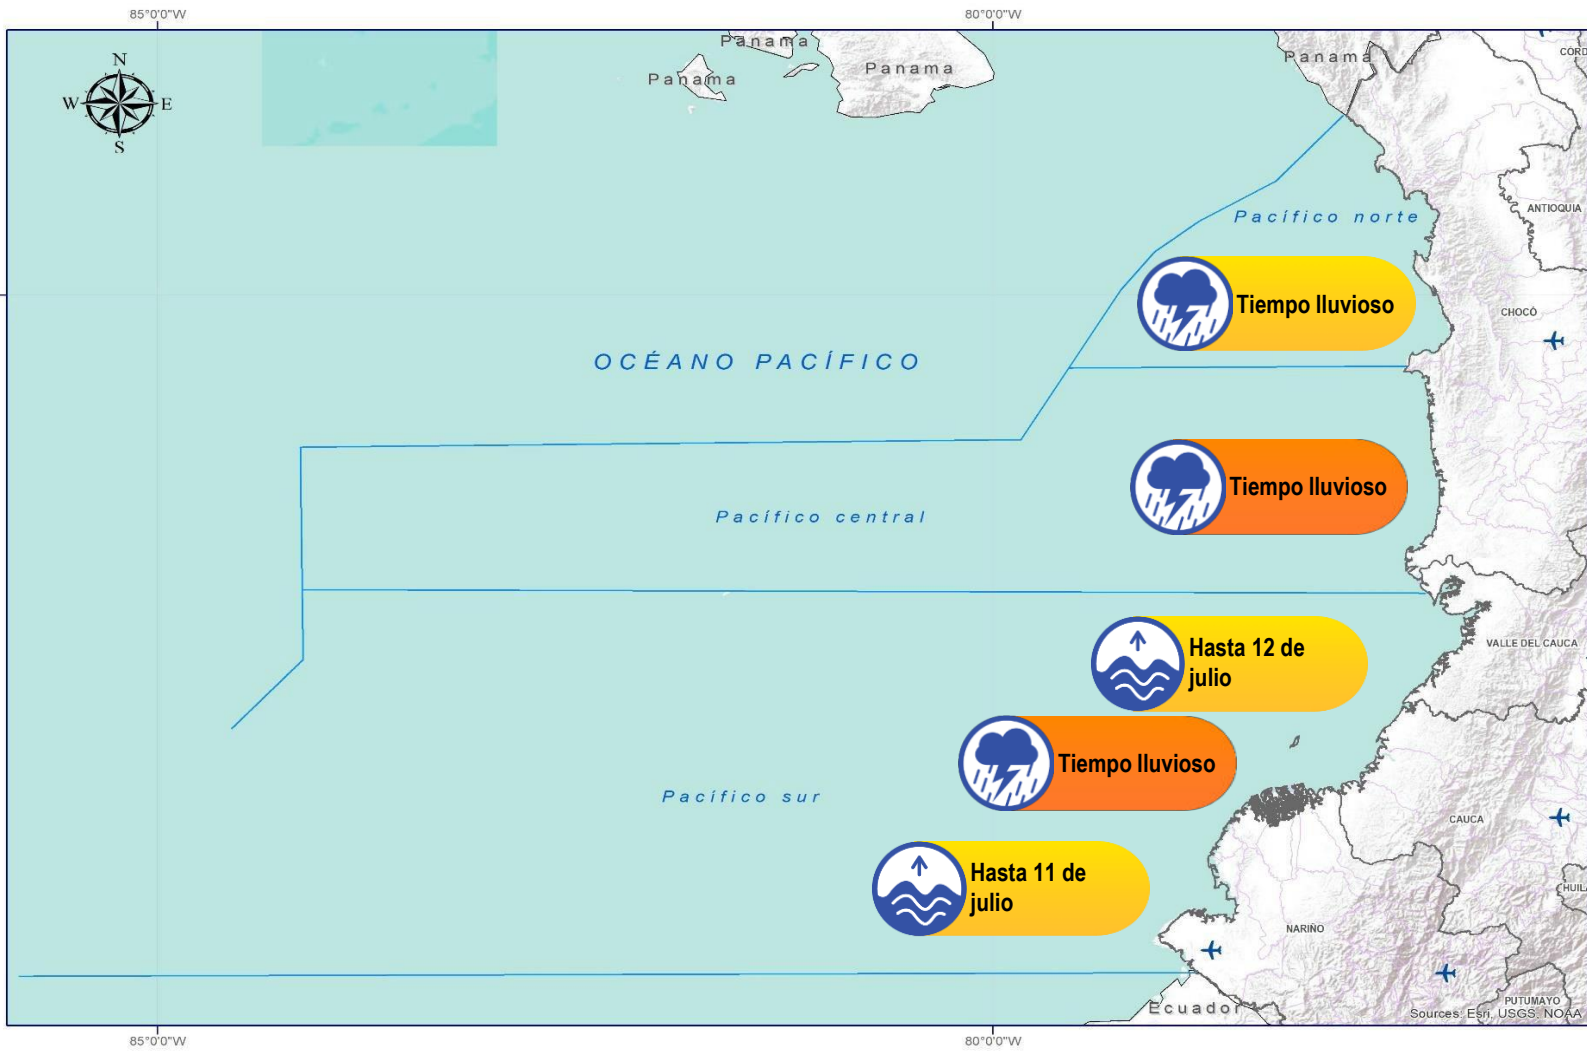 85°0'0"W
80°0'0"W
N
W
E
S
Panama
Panama
Panama
Panama
CORD
ANTIOQUIA
Pacífico norte
Tiempo lluvioso
CHOCÓ
OCÉANO PACÍFICO
Tiempo lluvioso
Pacífico central
Hasta 12 de
julio
VALLE DEL CAUCA
Tiempo lluvioso
Pacífico sur
CAUCA
Hasta 11 de
julio
HUILA
NARIÑO
PUTUMAYO
Ecuador
Sources: Esri, USGS, NOAA
85°0'0"W
80°0'0"W